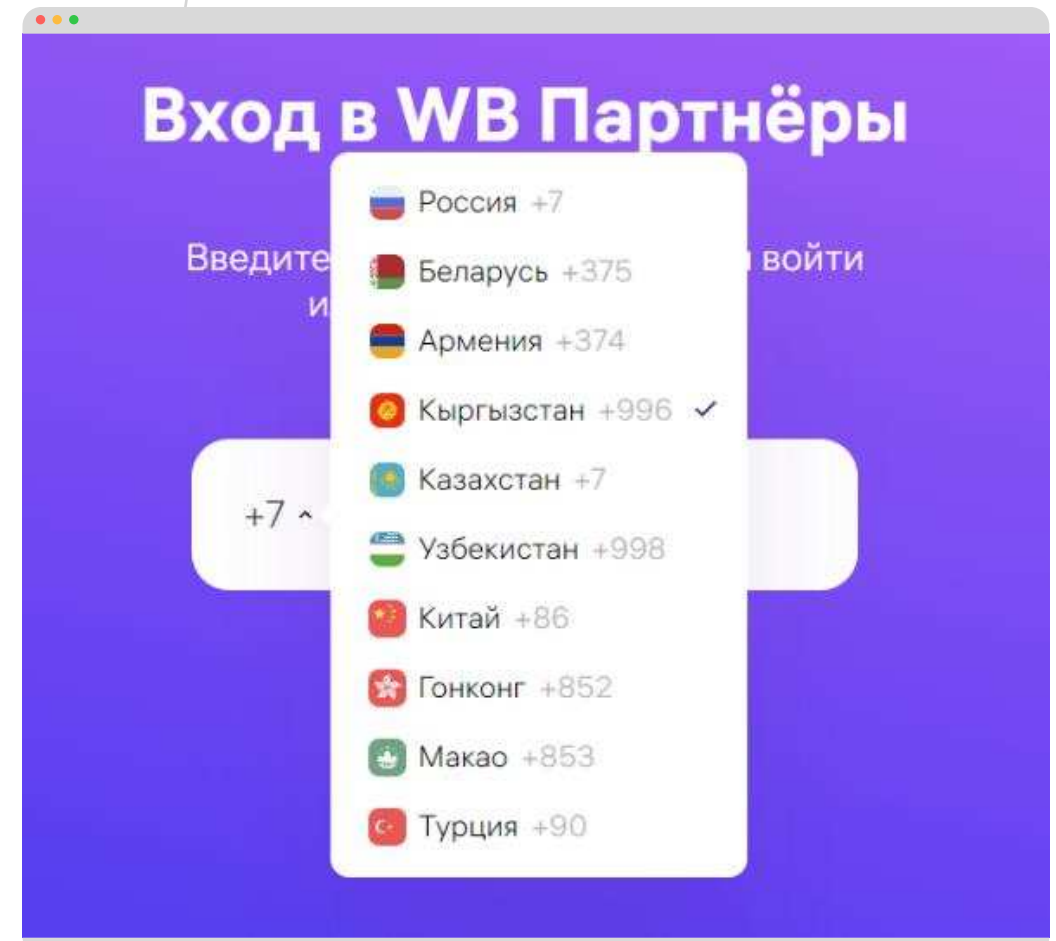 Вход в WB Партнёры
Россия +7
Введите войти
Беларусь +375
Армения +374
Кыргызстан +996
Казахстан +7
+7
Узбекистан +998
Китай +86
Гонконг +852
Макао +853
Турция +90